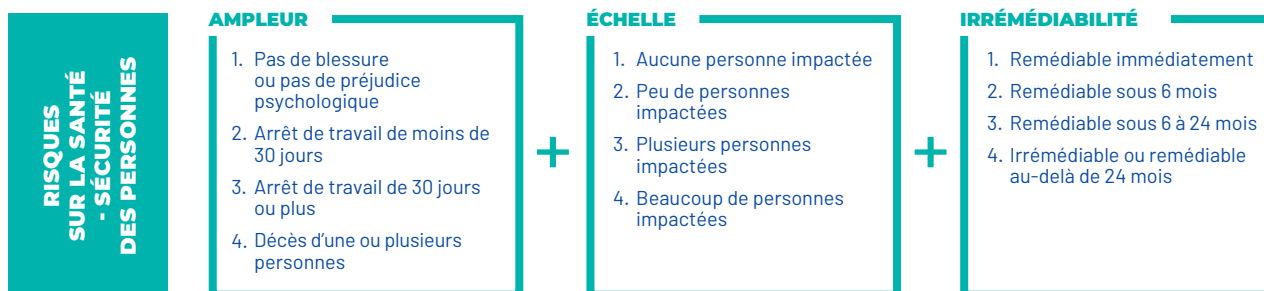 RISQUES
SUR LA SANTÉ
- SÉCURITÉ
DES PERSONNES
AMPLEUR
1. Pas de blessure
ou pas de préjudice
psychologique
2. Arrêt de travail de moins de
30 jours
3. Arrêt de travail de 30 jours
ou plus
4. Décès d'une ou plusieurs
personnes
+
ÉCHELLE
1. Aucune personne impactée
2. Peu de personnes
impactées
3. Plusieurs personnes
impactées
4. Beaucoup de personnes
impactées
+
IRRÉMÉDIABILITÉ
1. Remédiable immédiatement
2. Remédiable sous 6 mois
3. Remédiable sous 6 à 24 mois
4. Irrémédiable ou remédiable
au-delà de 24 mois